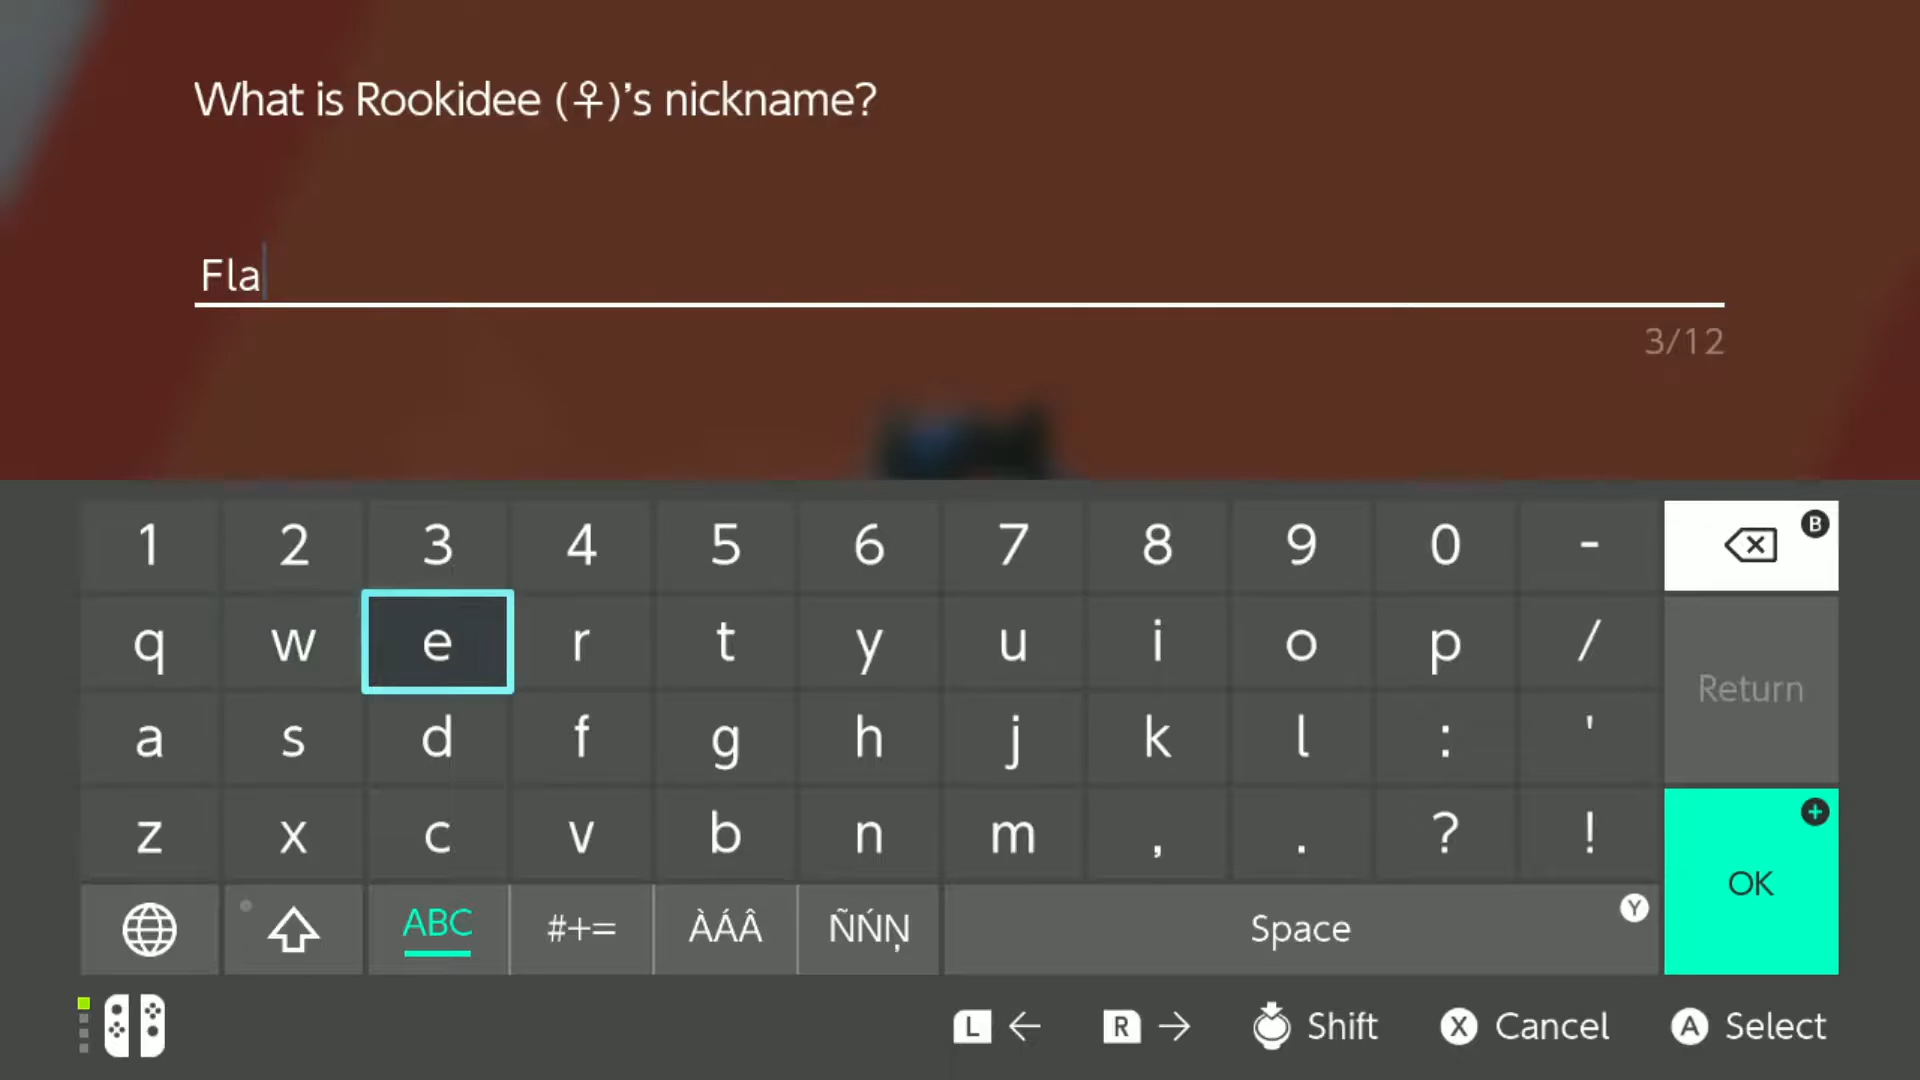 What is Rookidee (♀)’s nickname?
Fla
3/12
1 2 3 4 5 6 7 8 9 0 - B
q w e r t y u i o p / Return
a s d f g h j k l : '
z x c v b n m , . ? ! + OK
ABC #+= ÀÁÂ ÑŃŅ Space Y
L ← R → Shift X Cancel A Select